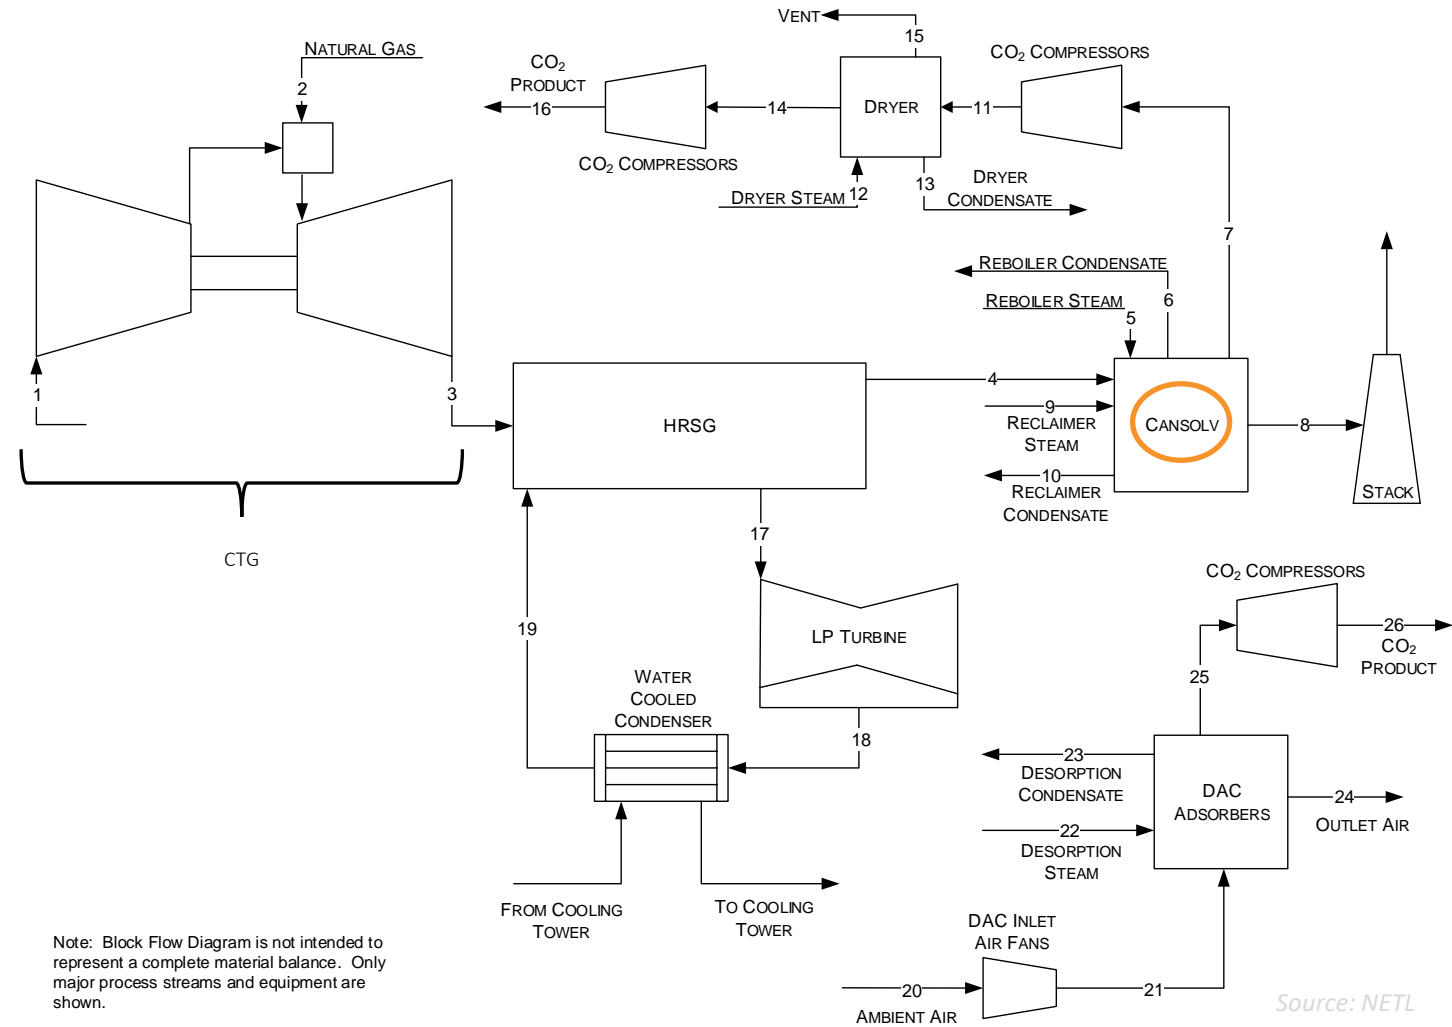 VENT
15
CO₂ COMPRESSORS
NATURAL GAS
2
CO₂
PRODUCT
16
14
DRYER
11
CO₂ COMPRESSORS
DRYER STEAM
12
13
DRYER
CONDENSATE
7
REBOILER CONDENSATE
6
REBOILER STEAM
5
1
3
HRSG
4
9
RECLAIMER
STEAM
CANSOLV
8
10
RECLAIMER
CONDENSATE
STACK
CTG
17
CO₂ COMPRESSORS
19
LP TURBINE
26
CO₂
PRODUCT
25
WATER
COOLED
CONDENSER
18
23
DESORPTION
CONDENSATE
DAC
ADSORBERS
24
OUTLET AIR
22
DESORPTION
STEAM
FROM COOLING
TOWER
TO COOLING
TOWER
DAC INLET
AIR FANS
20
AMBIENT AIR
21
Note: Block Flow Diagram is not intended to
represent a complete material balance. Only
major process streams and equipment are
shown.
Source: NETL